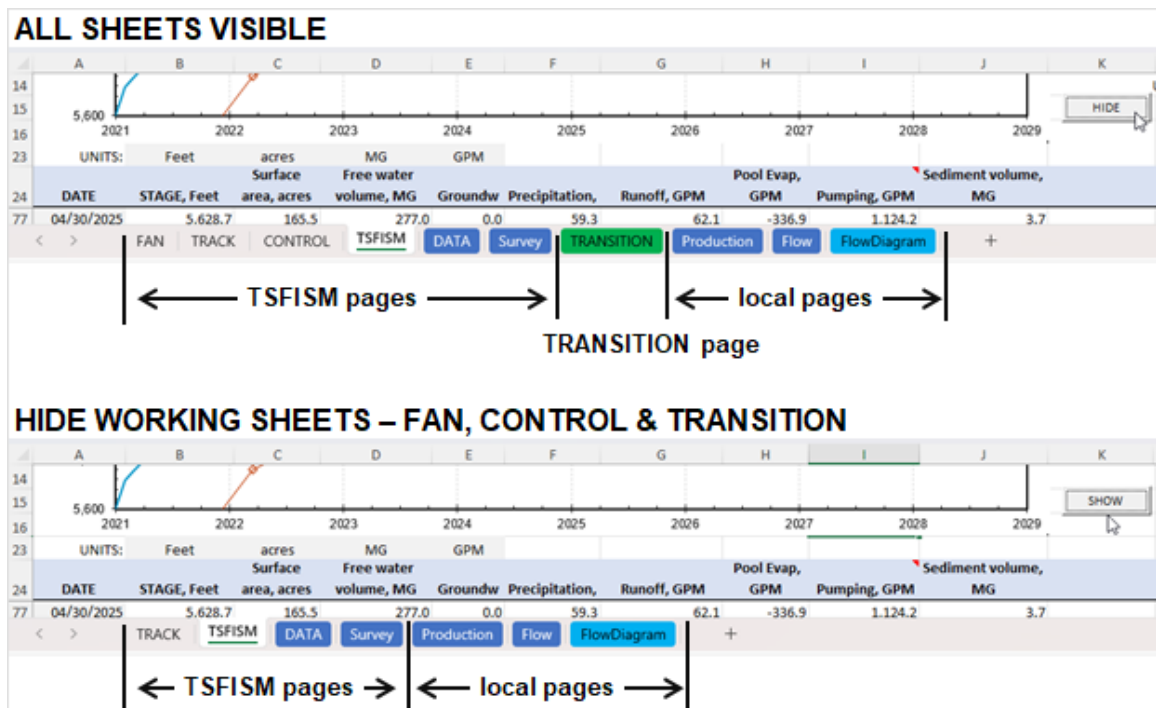 ALL SHEETS VISIBLE
A B C D E F G H I J K
14
15 5,600 HIDE
16 2021 2022 2023 2024 2025 2026 2027 2028 2029
23 UNITS: Feet acres MG GPM
Surface Free water Pool Evap, Sediment volume,
24 DATE STAGE, Feet area, acres volume, MG Groundw Precipitation, Runoff, GPM GPM Pumping, GPM MG
77 04/30/2025 5.628.7 165.5 277.0 0.0 59.3 62.1 -336.9 1.124.2 3.7
< > FAN TRACK CONTROL TSFISM DATA Survey TRANSITION Production Flow FlowDiagram +
TSFISM pages local pages
TRANSITION page
HIDE WORKING SHEETS – FAN, CONTROL & TRANSITION
A B C D E F G H I J K
14
15 5,600 SHOW
16 2021 2022 2023 2024 2025 2026 2027 2028 2029
23 UNITS: Feet acres MG GPM
Surface Free water Pool Evap, Sediment volume,
24 DATE STAGE, Feet area, acres volume, MG Groundw Precipitation, Runoff, GPM GPM Pumping, GPM MG
77 04/30/2025 5.628.7 165.5 277.0 0.0 59.3 62.1 -336.9 1.124.2 3.7
< > TRACK TSFISM DATA Survey Production Flow FlowDiagram +
TSFISM pages local pages